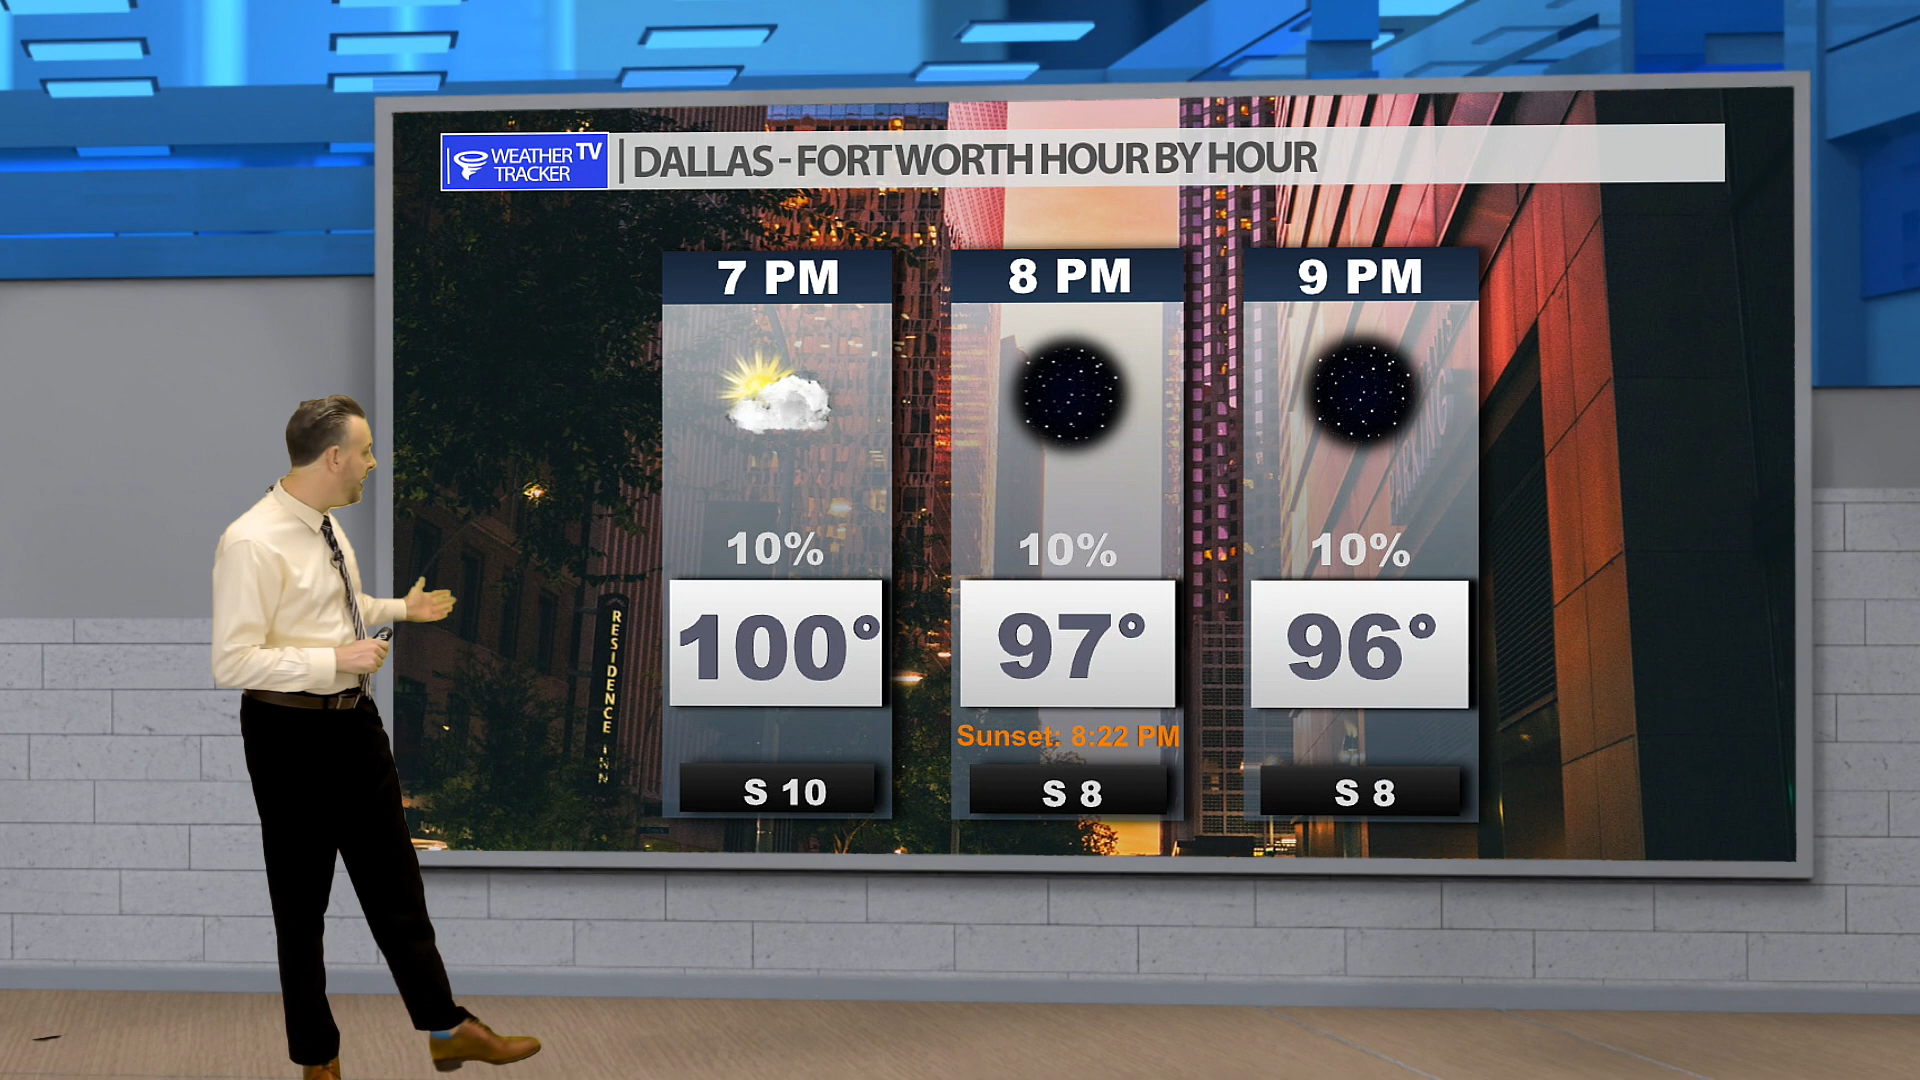 WEATHER TV
TRACKER
DALLAS - FORT WORTH HOUR BY HOUR
7 PM
8 PM
9 PM
10%
10%
10%
100°
97°
96°
Sunset: 8:22 PM
S 10
S 8
S 8
RESIDENCE INN
PARKING